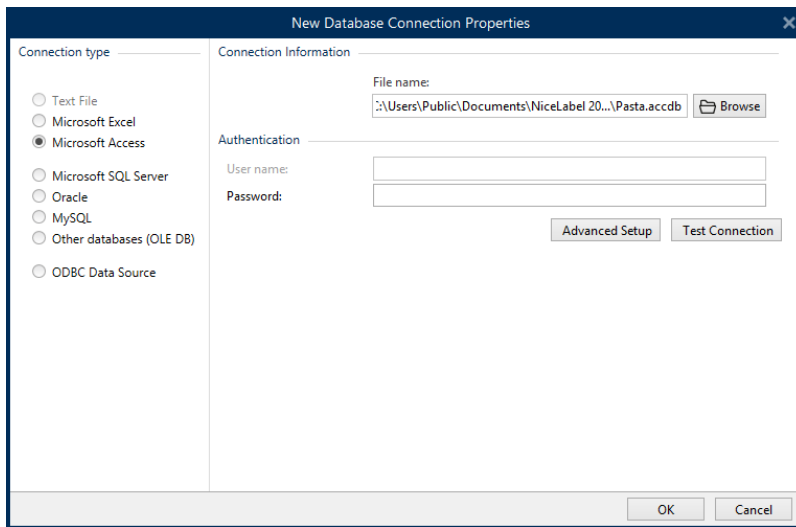 New Database Connection Properties
Connection type
Connection Information
Text File
Microsoft Excel
Microsoft Access
Microsoft SQL Server
Oracle
MySQL
Other databases (OLE DB)
ODBC Data Source
File name:
:\Users\Public\Documents\NiceLabel 20...\Pasta.accdb
Browse
Authentication
User name:
Password:
Advanced Setup
Test Connection
OK
Cancel